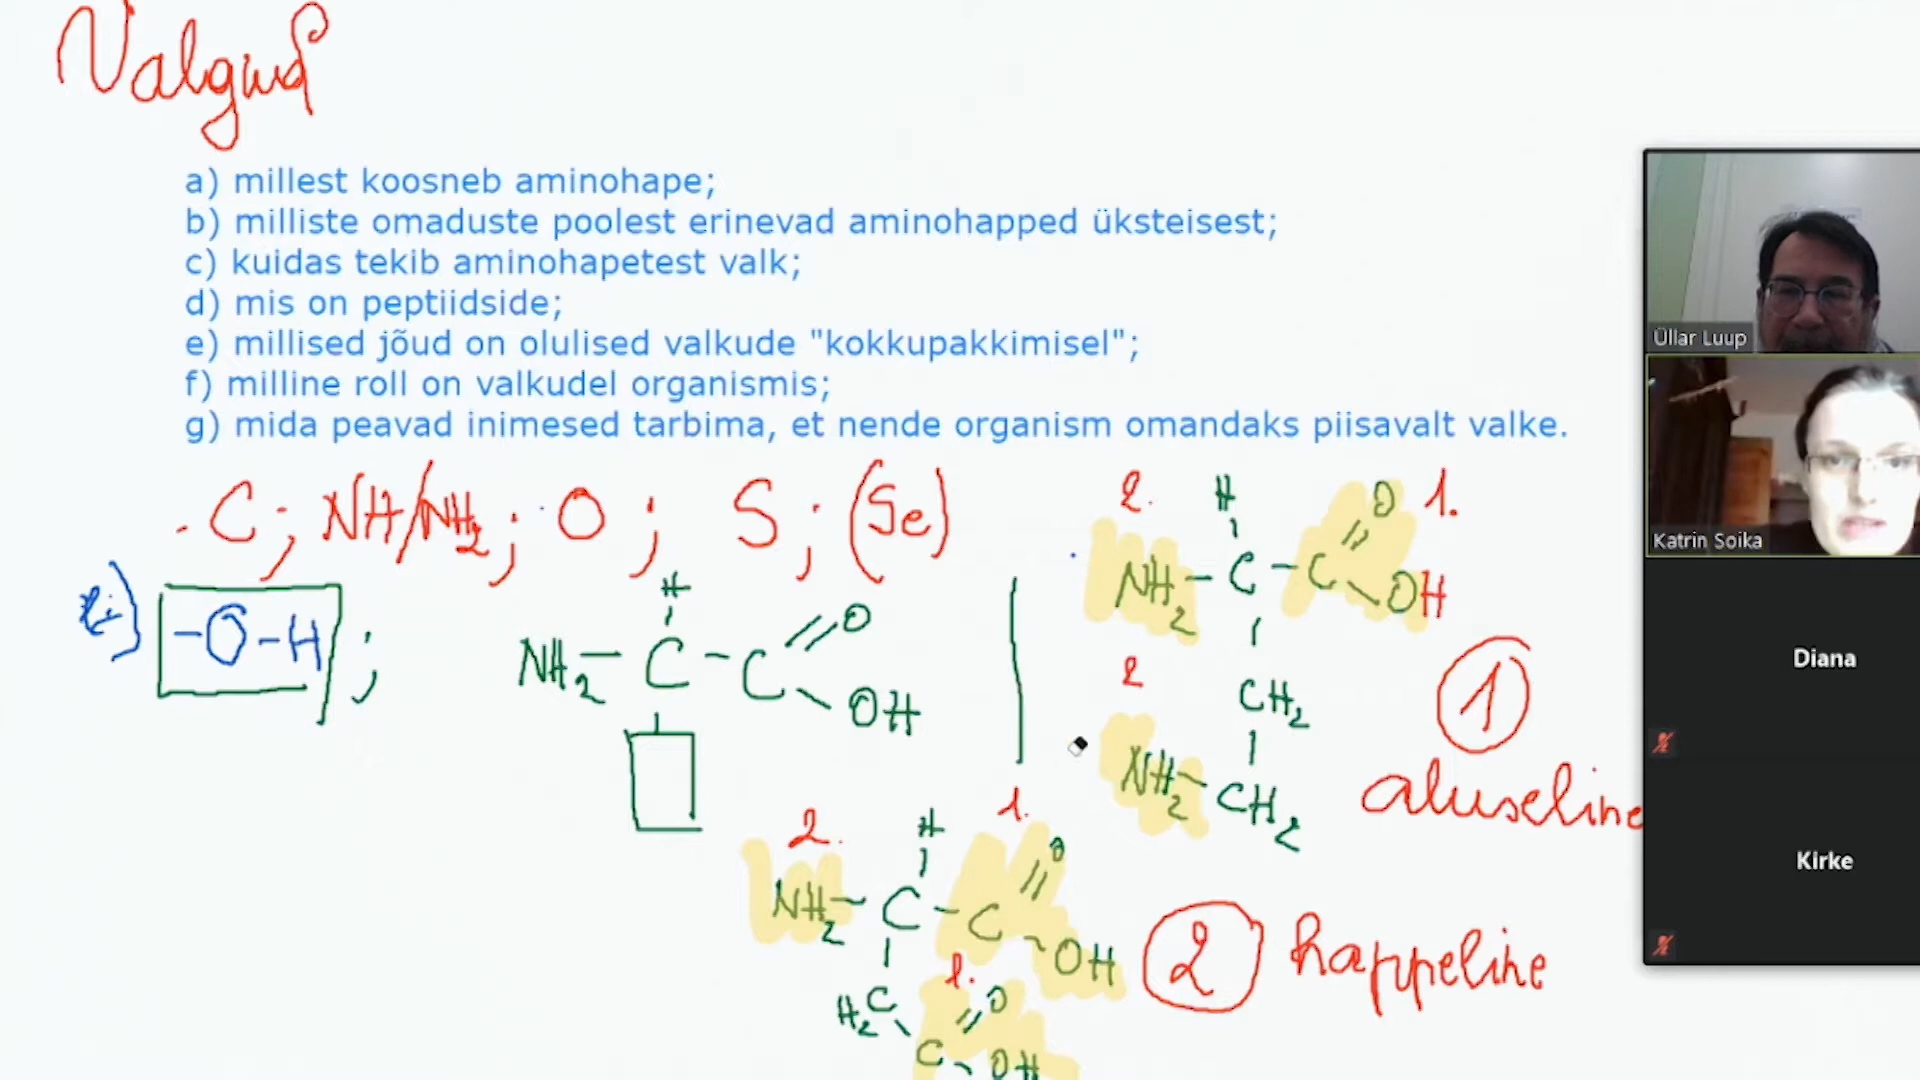 Valgud
a) millest koosneb aminohape;
b) milliste omaduste poolest erinevad aminohapped üksteisest;
c) kuidas tekib aminohapetest valk;
d) mis on peptiidside;
e) millised jõud on olulised valkude "kokkupakkimisel";
f) milline roll on valkudel organismis;
g) mida peavad inimesed tarbima, et nende organism omandaks piisavalt valke.
- C; NH/NH2; O; S; (Se)
-O-H ;
H
NH2 - C - C O
OH
2. H O 1.
NH2 - C - C OH
CH2
2
NH2 - CH2
1
aluseline
2. H 1. O
NH2 - C - C OH
1.
H2C O
C OH
2 happeline
Üllar Luup
Katrin Soika
Diana
Kirke